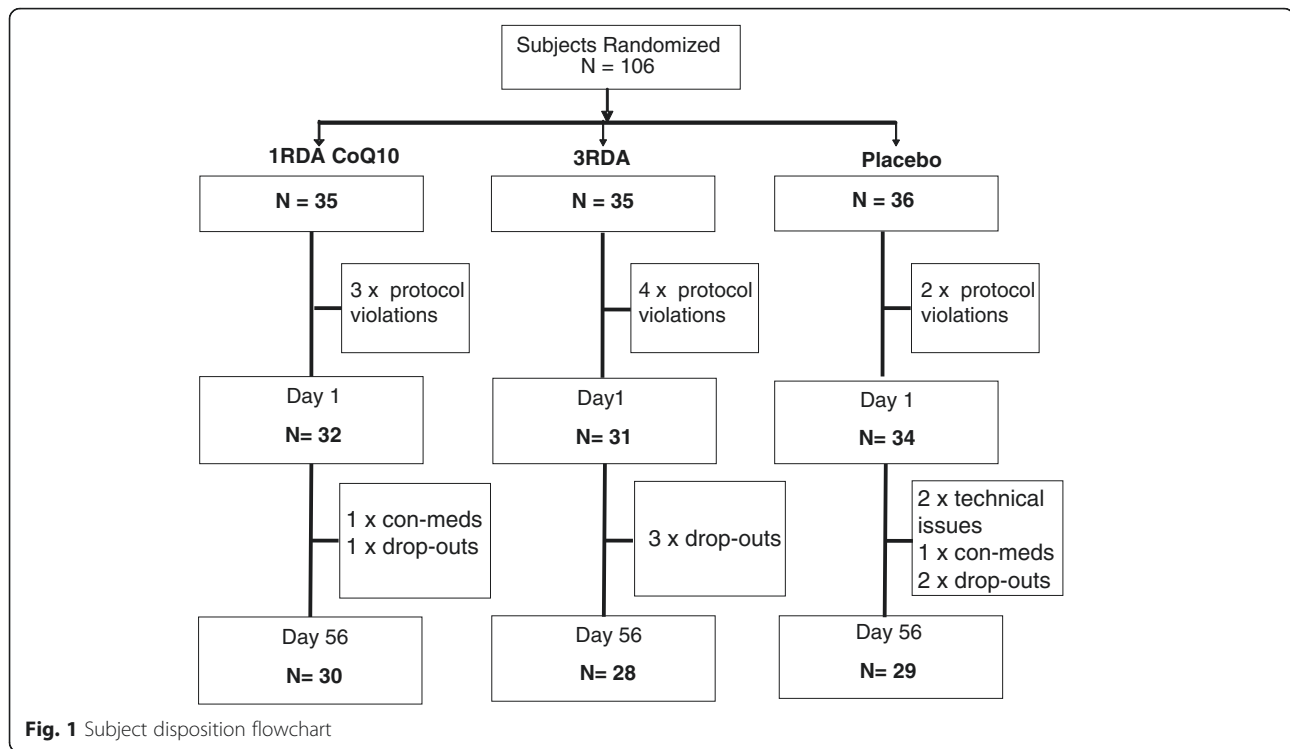 Subjects Randomized
N = 106
1RDA CoQ10
3RDA
Placebo
N = 35
N = 35
N = 36
3 x protocol
violations
4 x protocol
violations
2 x protocol
violations
Day 1
N= 32
Day1
N= 31
Day 1
N= 34
1 x con-meds
1 x drop-outs
3 x drop-outs
2 x technical
issues
1 x con-meds
2 x drop-outs
Day 56
N= 30
Day 56
N= 28
Day 56
N= 29
Fig. 1 Subject disposition flowchart